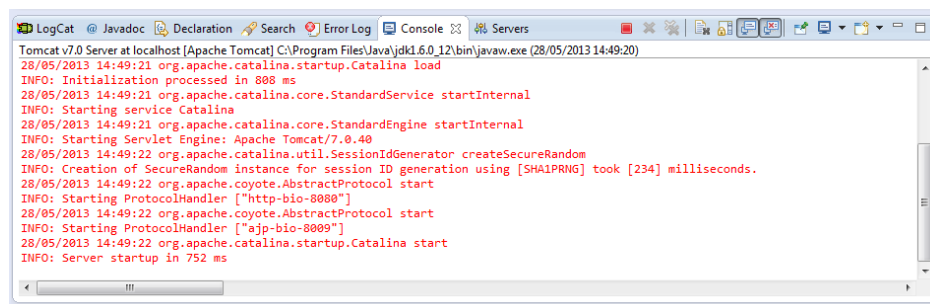 LogCat @ Javadoc Declaration Search Error Log Console Servers
Tomcat v7.0 Server at localhost [Apache Tomcat] C:\Program Files\Java\jdk1.6.0_12\bin\javaw.exe (28/05/2013 14:49:20)
28/05/2013 14:49:21 org.apache.catalina.startup.Catalina load
INFO: Initialization processed in 808 ms
28/05/2013 14:49:21 org.apache.catalina.core.StandardService startInternal
INFO: Starting service Catalina
28/05/2013 14:49:21 org.apache.catalina.core.StandardEngine startInternal
INFO: Starting Servlet Engine: Apache Tomcat/7.0.40
28/05/2013 14:49:22 org.apache.catalina.util.SessionIdGenerator createSecureRandom
INFO: Creation of SecureRandom instance for session ID generation using [SHA1PRNG] took [234] milliseconds.
28/05/2013 14:49:22 org.apache.coyote.AbstractProtocol start
INFO: Starting ProtocolHandler ["http-bio-8080"]
28/05/2013 14:49:22 org.apache.coyote.AbstractProtocol start
INFO: Starting ProtocolHandler ["ajp-bio-8009"]
28/05/2013 14:49:22 org.apache.catalina.startup.Catalina start
INFO: Server startup in 752 ms